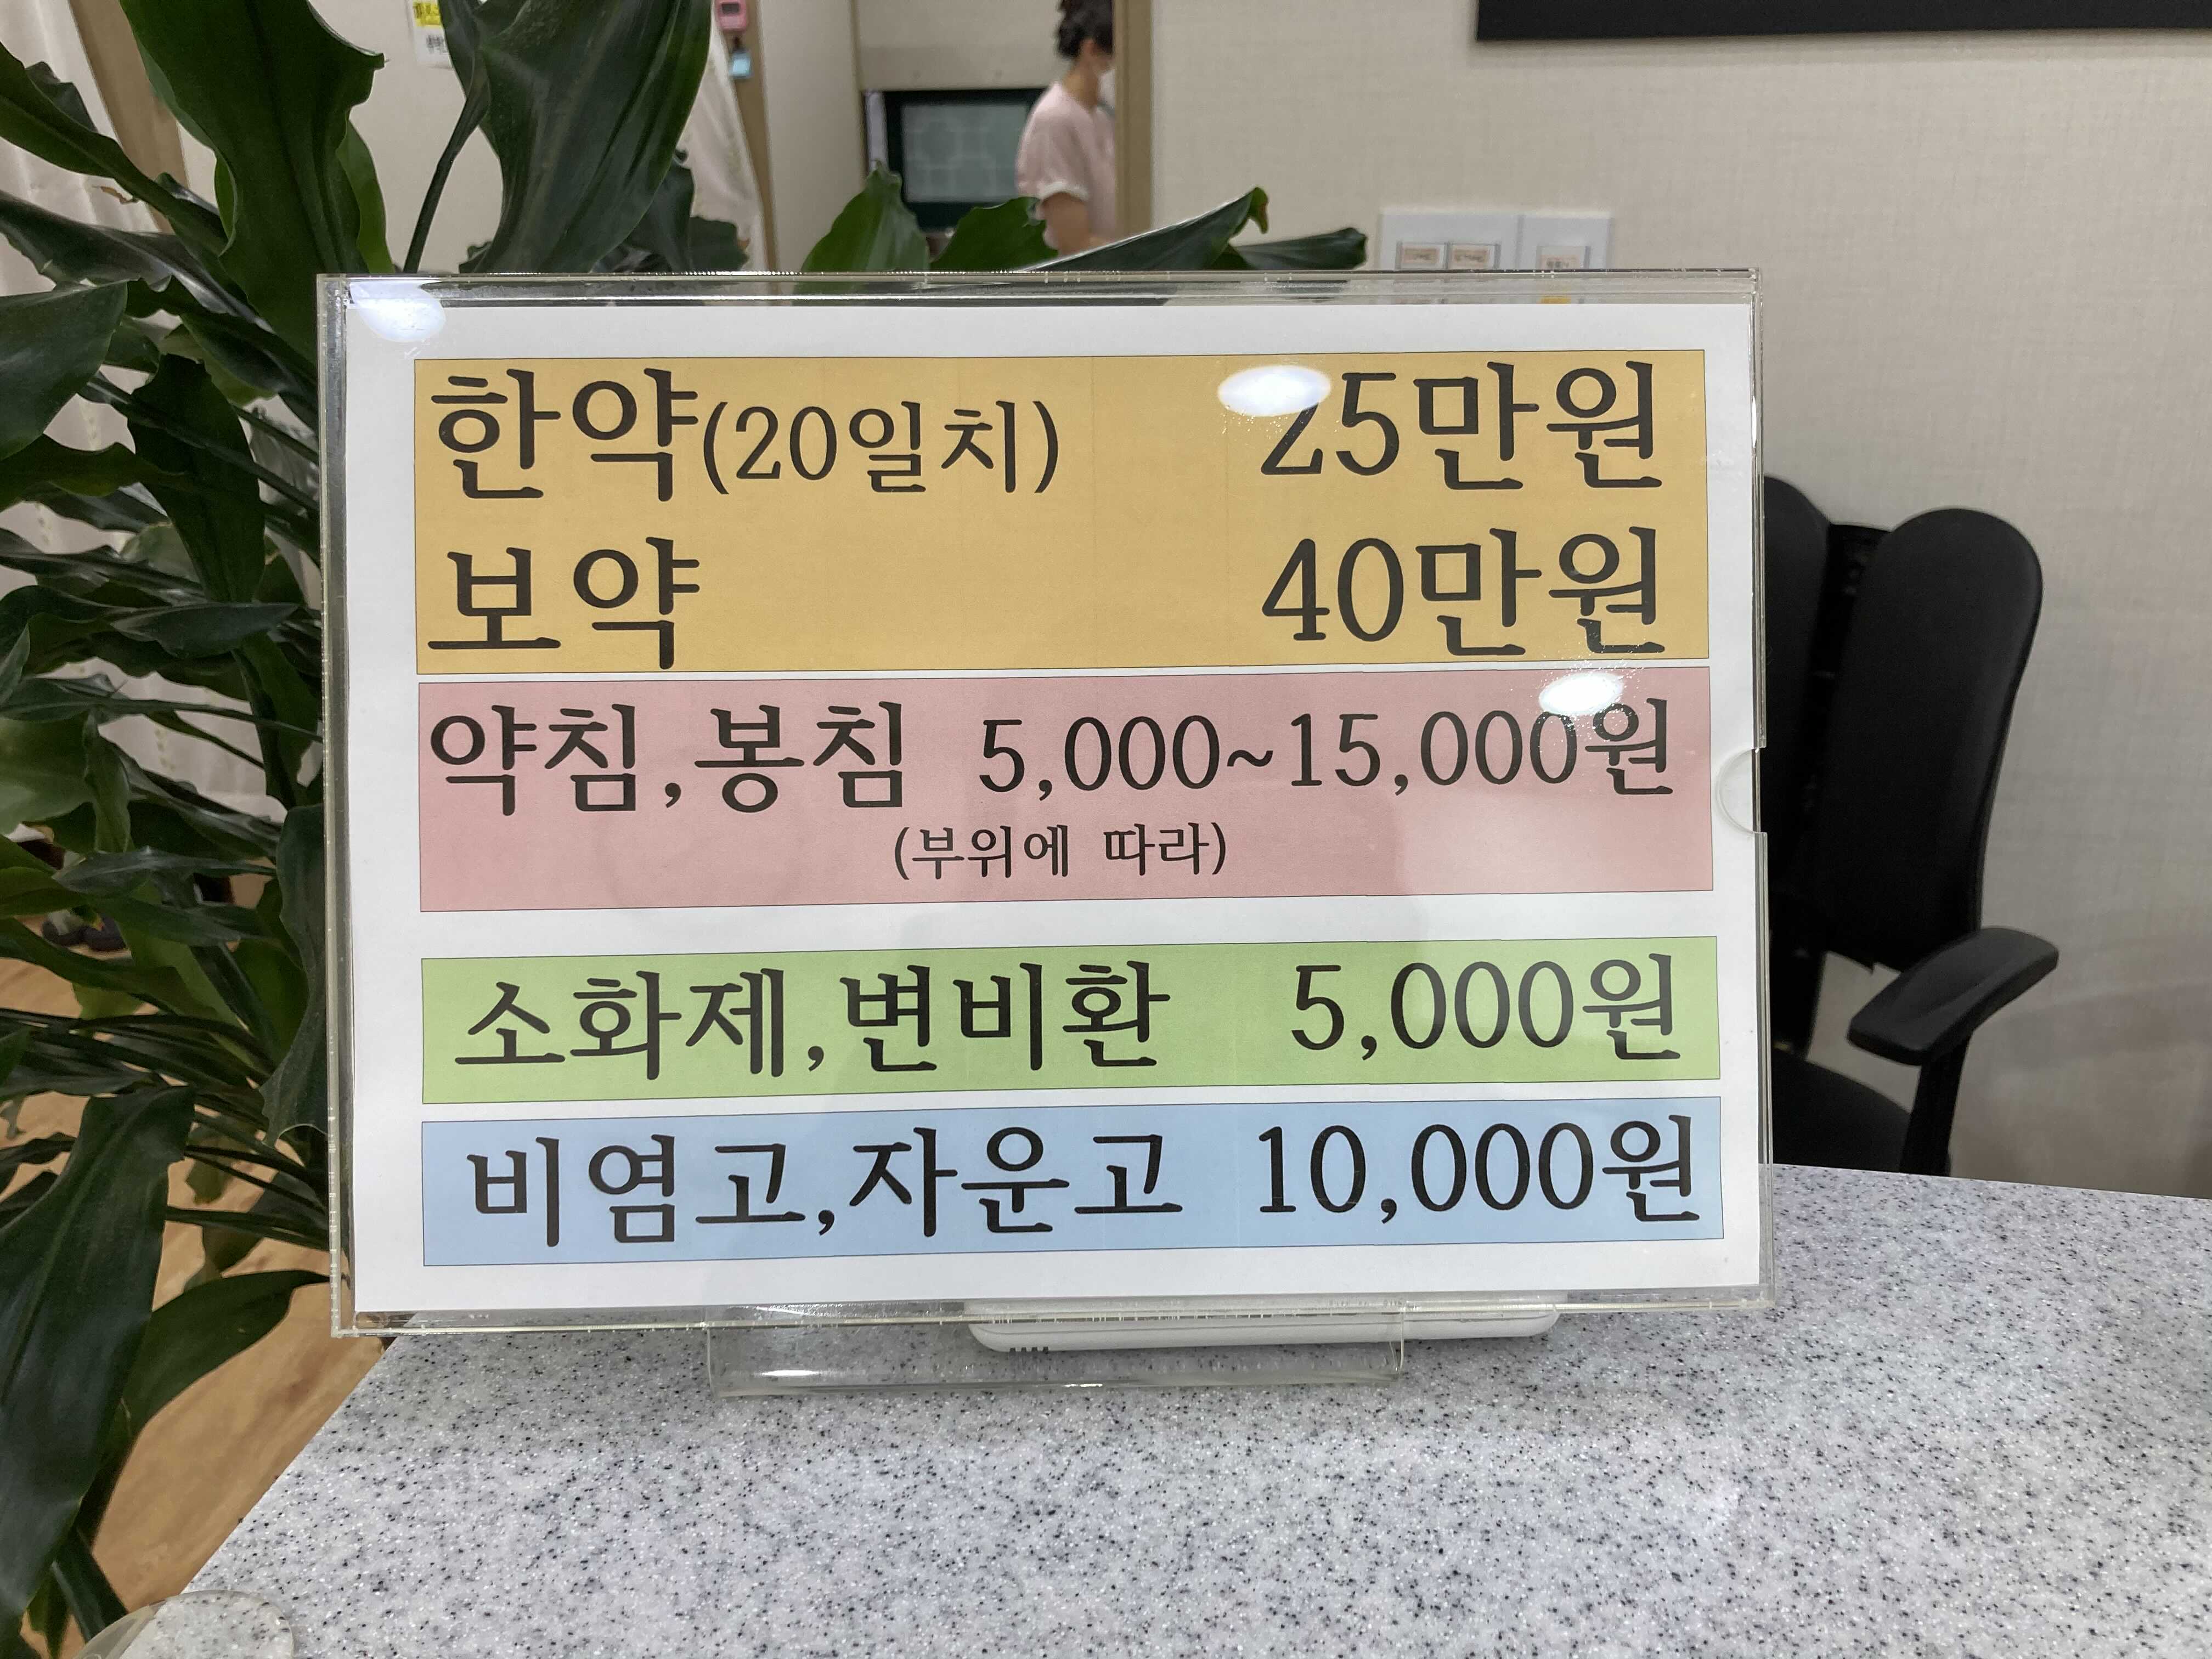 한약(20일치) 25만원
보약 40만원
약침,봉침 5,000~15,000원
(부위에 따라)
소화제,변비환 5,000원
비염고,자운고 10,000원